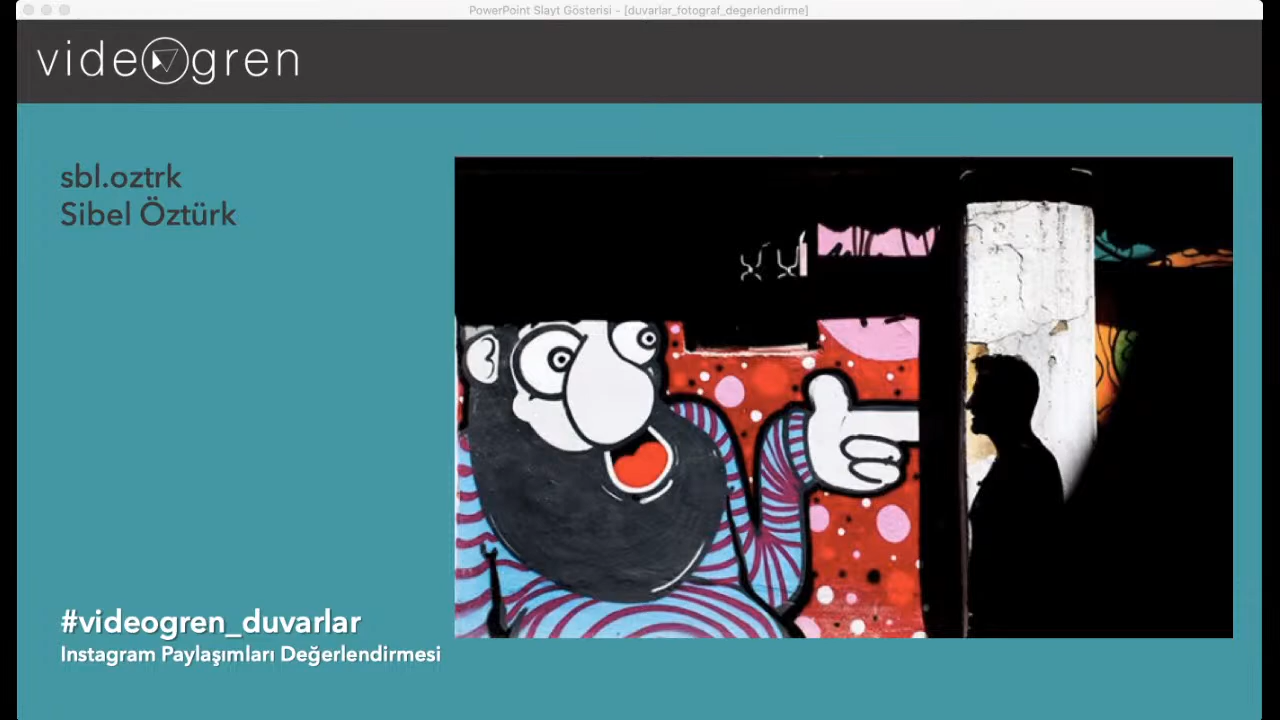 PowerPoint Slayt Gösterisi - [duvarlar_fotograf_degerlendirme]
videogren
sbl.oztrk
Sibel Öztürk
#videogren_duvarlar
Instagram Paylaşımları Değerlendirmesi